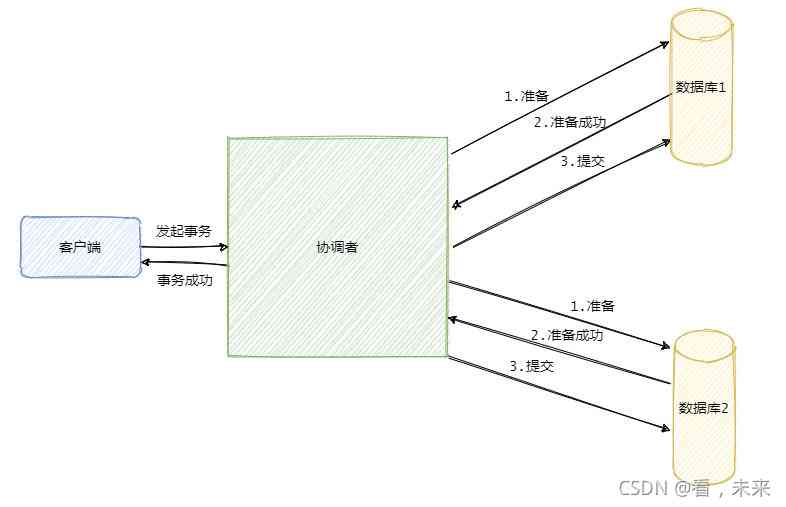 客户端
发起事务
事务成功
协调者
1.准备
2.准备成功
3.提交
数据库1
1.准备
2.准备成功
3.提交
数据库2
CSDN @看，未来